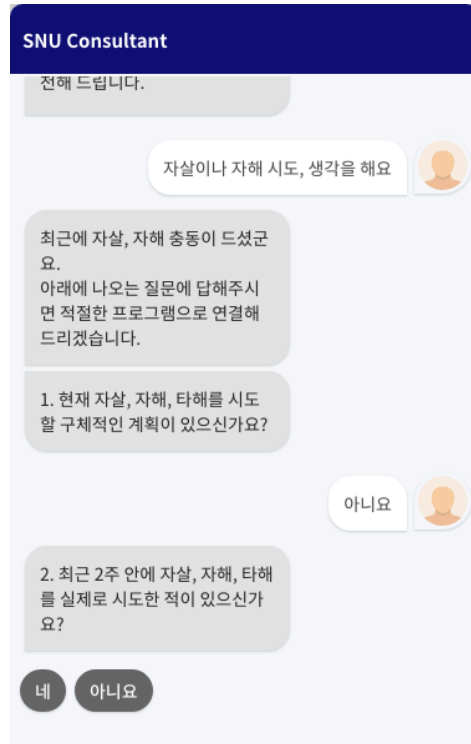 SNU Consultant
전해 드립니다.
자살이나 자해 시도, 생각을 해요
최근에 자살, 자해 충동이 드셨군
요.
아래에 나오는 질문에 답해주시
면 적절한 프로그램으로 연결해
드리겠습니다.
1. 현재 자살, 자해, 타해를 시도
할 구체적인 계획이 있으신가요?
아니요
2. 최근 2주 안에 자살, 자해, 타해
를 실제로 시도한 적이 있으신가
요?
네
아니요